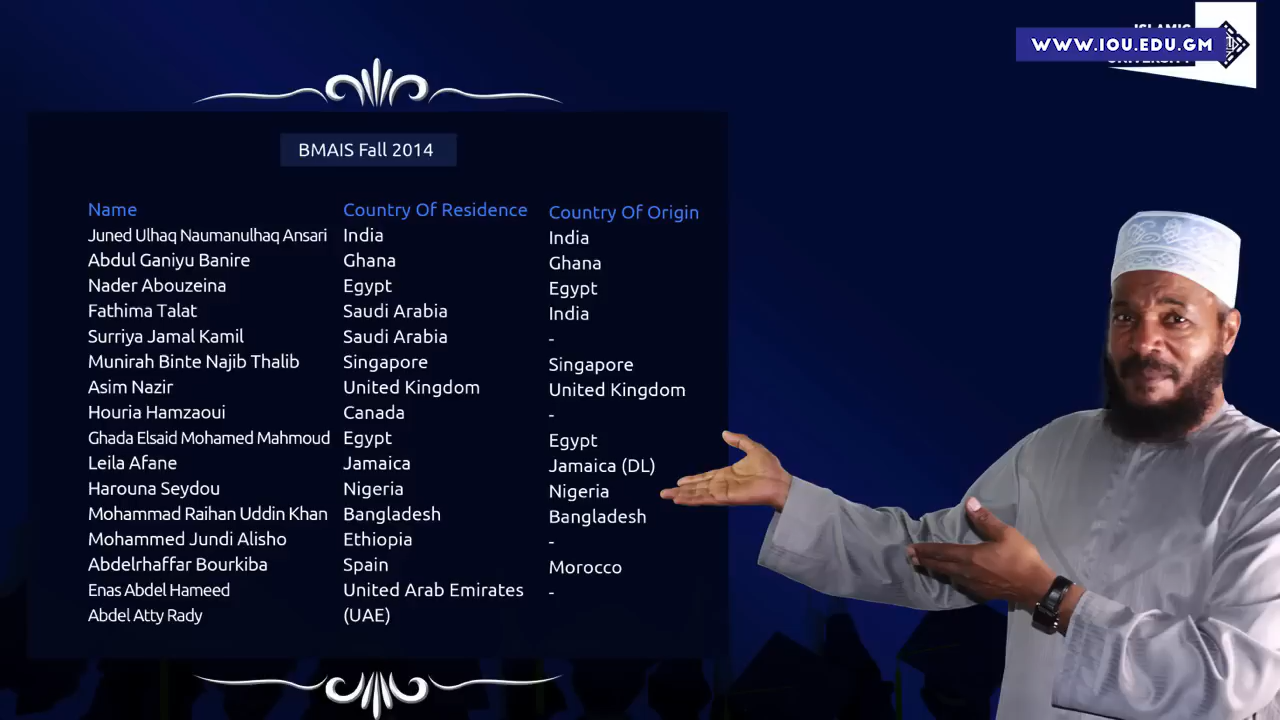 ISLAMIC
WWW.IOU.EDU.GM
UNIVERSITY
BMAIS Fall 2014
Name Country Of Residence Country Of Origin
Juned Ulhaq Naumanulhaq Ansari India India
Abdul Ganiyu Banire Ghana Ghana
Nader Abouzeina Egypt Egypt
Fathima Talat Saudi Arabia India
Surriya Jamal Kamil Saudi Arabia -
Munirah Binte Najib Thalib Singapore Singapore
Asim Nazir United Kingdom United Kingdom
Houria Hamzaoui Canada -
Ghada Elsaid Mohamed Mahmoud Egypt Egypt
Leila Afane Jamaica Jamaica (DL)
Harouna Seydou Nigeria Nigeria
Mohammad Raihan Uddin Khan Bangladesh Bangladesh
Mohammed Jundi Alisho Ethiopia -
Abdelrhaffar Bourkiba Spain Morocco
Enas Abdel Hameed United Arab Emirates -
Abdel Atty Rady (UAE)